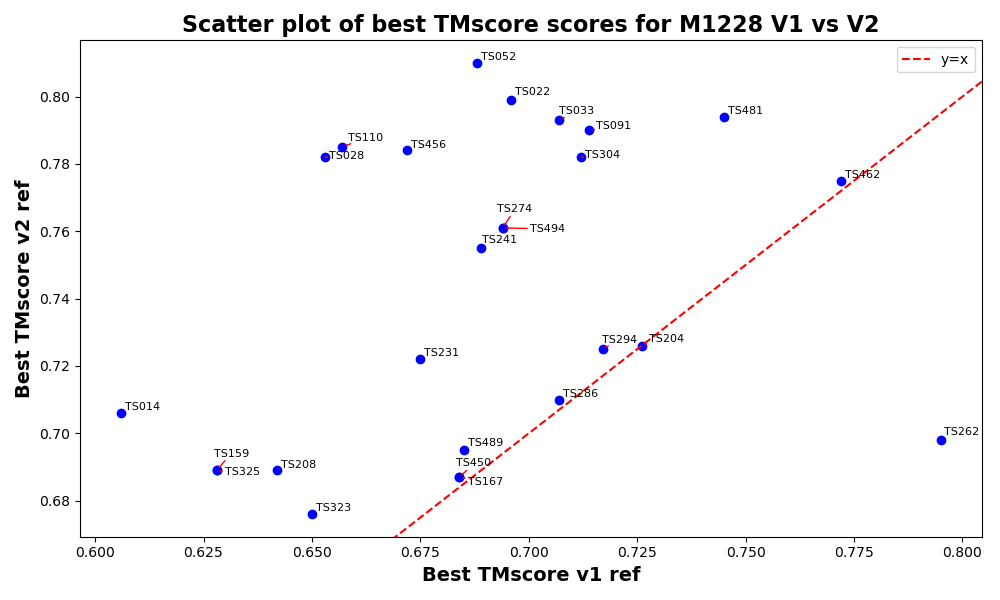 Scatter plot of best TMscore scores for M1228 V1 vs V2
y=x
TS052
TS022
TS033
TS091
TS481
TS110
TS028
TS456
TS304
TS462
TS274
TS494
TS241
TS294
TS204
TS231
TS286
TS014
TS262
TS489
TS159
TS325
TS208
TS450
TS167
TS323
0.80
0.78
0.76
0.74
0.72
0.70
0.68
Best TMscore v2 ref
0.600
0.625
0.650
0.675
0.700
0.725
0.750
0.775
0.800
Best TMscore v1 ref